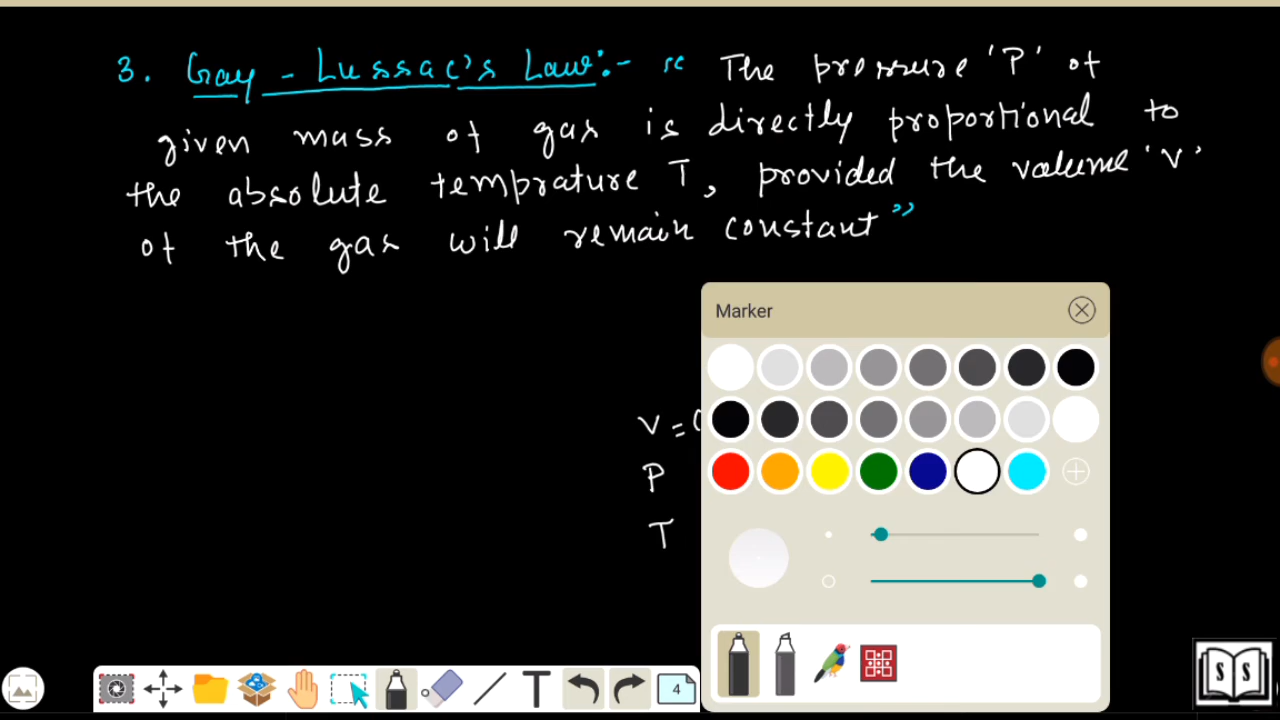 3. Gay - Lussac's Law:- " The pressure 'P' of
given mass of gas is directly proportional to
the absolute temprature T, provided the volume 'V'
of the gas will remain constant"
Marker
V =
P
T
4
S S